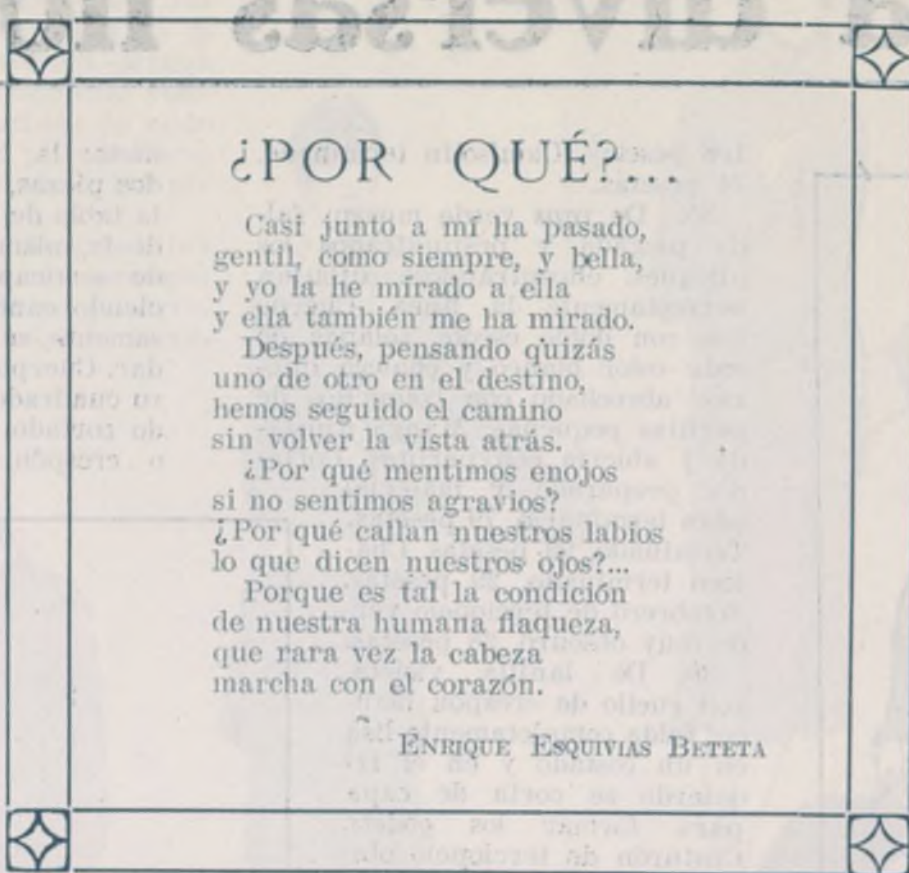 ¿POR QUÉ?...
Casi junto a mí ha pasado,
gentil, como siempre, y bella,
y yo la he mirado a ella
y ella también me ha mirado.
Después, pensando quizás
uno de otro en el destino,
hemos seguido el camino
sin volver la vista atrás.
¿Por qué mentimos enojos
si no sentimos agravios?
¿Por qué callan nuestros labios
lo que dicen nuestros ojos?...
Porque es tal la condición
de nuestra humana flaqueza,
que rara vez la cabeza
marcha con el corazón.
ENRIQUE ESQUIVIAS BETETA